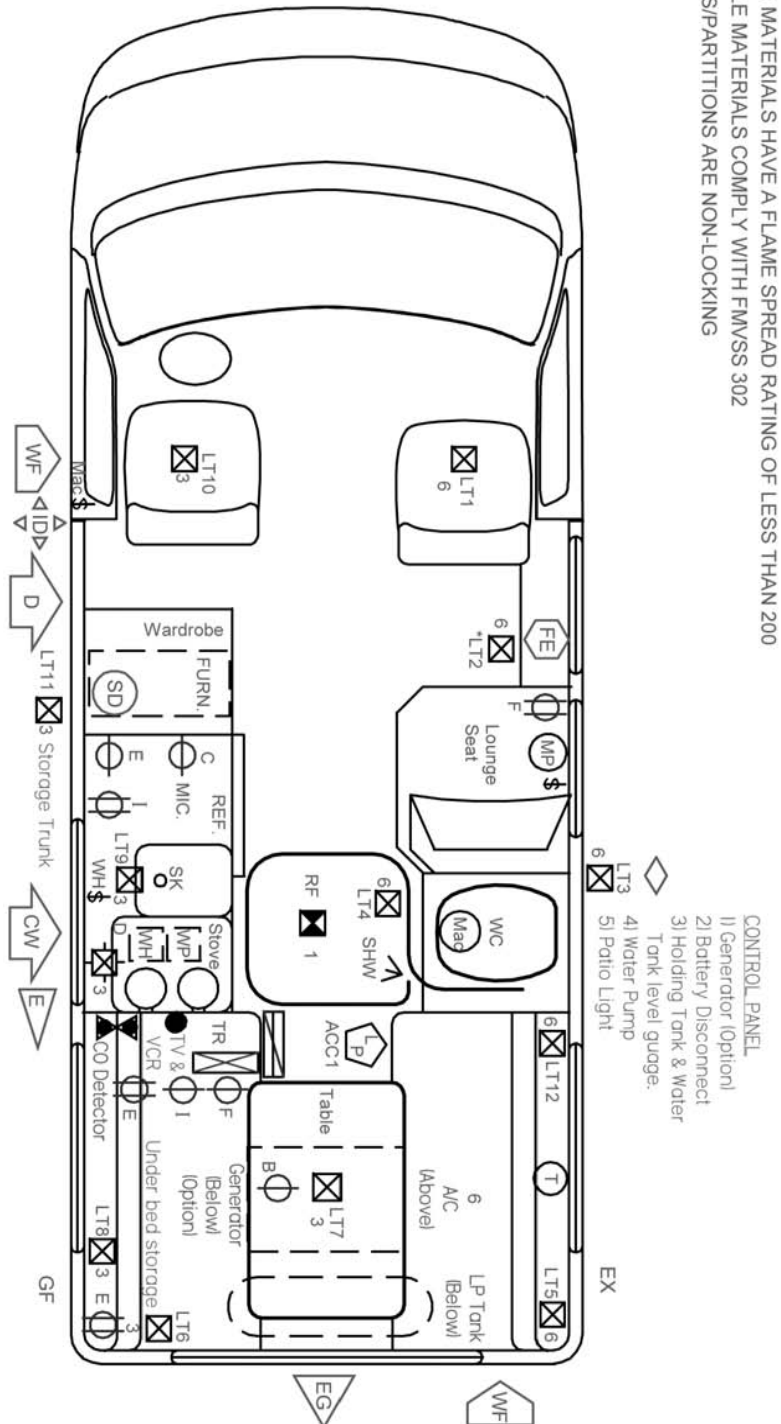 MATERIALS HAVE A FLAME SPREAD RATING OF LESS THAN 200
LE MATERIALS COMPLY WITH FMVSS 302
S/PARTITIONS ARE NON-LOCKING
CONTROL PANEL
1) Generator (Option)
2) Battery Disconnect
3) Holding Tank & Water
Tank level guage.
4) Water Pump
5) Patio Light
LT3
6
EX
WF
LT1
6
FE
6
*LT2
F
MP
$
Lounge
Seat
WC
Mac
6
LT12
T
LT5
6
6
A/C
(Above)
LP Tank
(Below)
LT4
6
SHW
RF
1
LP
ACC1
Table
B
LT7
3
EG
LT10
3
Mac $
Wardrobe
FURN.
SD
C
E
MIC.
REF.
I
SK
LT9
3
WH $
Stove
WP
WH
D
3
TR
TV &
VCR
F
I
E
CO Detector
Generator
(Below)
(Option)
Under bed storage
LT8
3
E
3
LT6
WF
ID
D
LT11
3
Storage Trunk
CW
E
GF